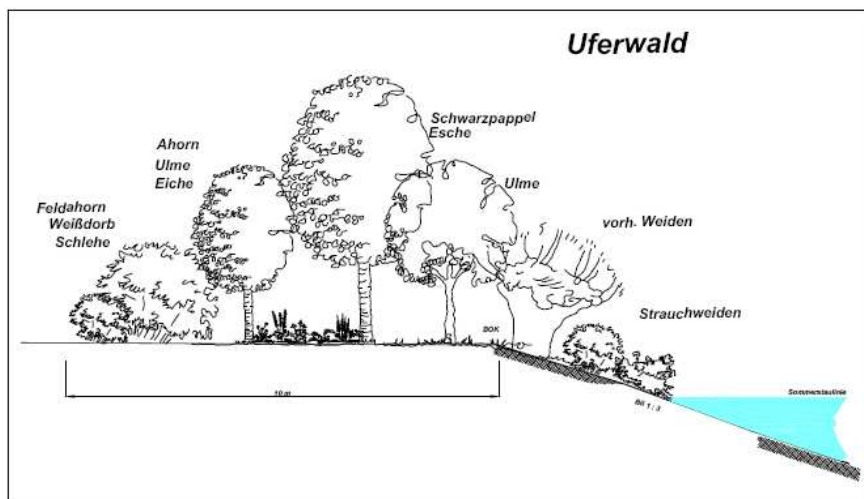 Uferwald
Schwarzpappel
Esche
Ahorn
Ulme
Eiche
Ulme
Feldahorn
Weißdorb
Schlehe
vorh. Weiden
Strauchweiden
BOK
10 m
Sommerstaulinie